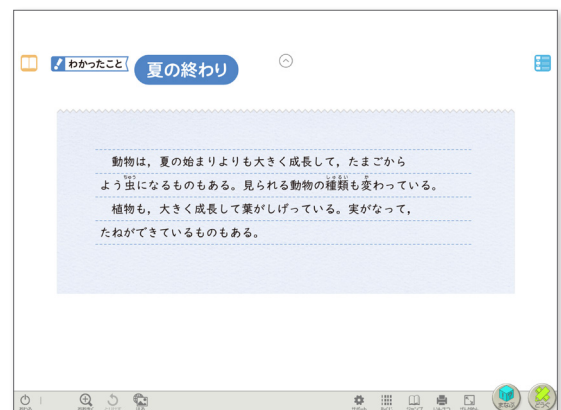 わかったこと
夏の終わり
動物は，夏の始まりよりも大きく成長して，たまごから
よう虫になるものもある。見られる動物の種類も変わっている。
植物も，大きく成長して葉がしげっている。実がなって，
たねができているものもある。